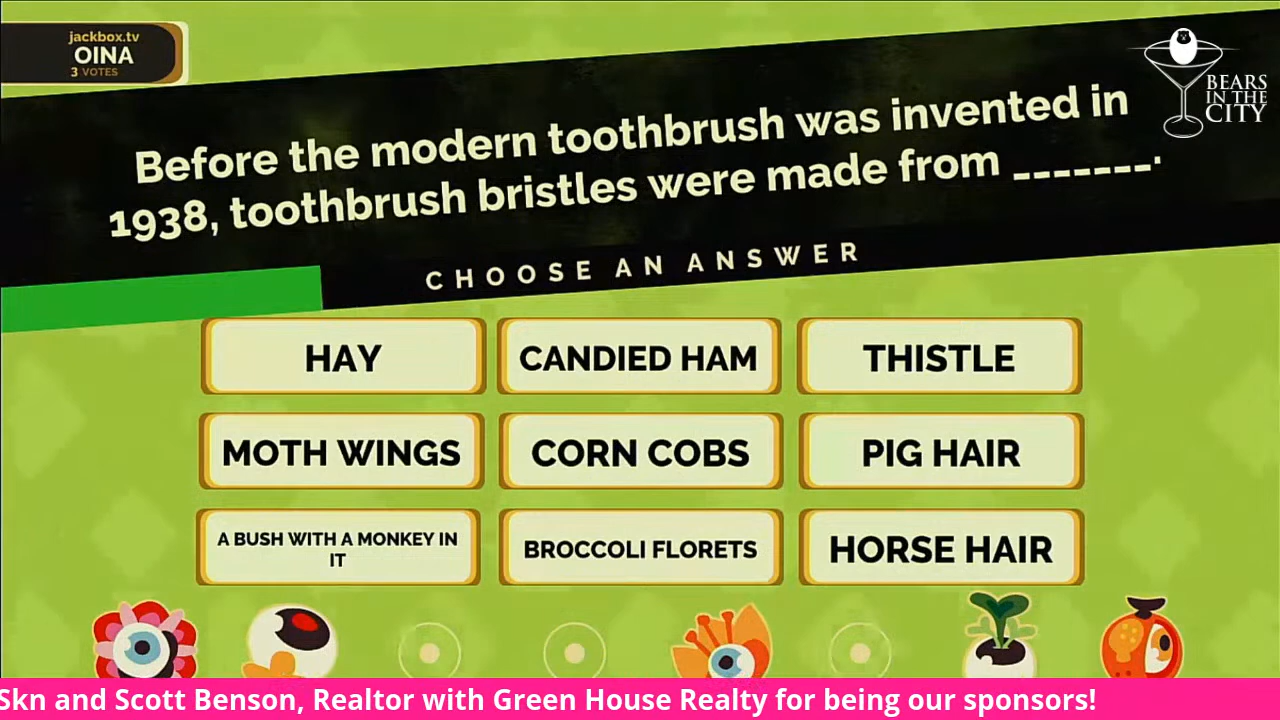 jackbox.tv
OINA
3 VOTES
BEARS
IN THE
CITY
Before the modern toothbrush was invented in
1938, toothbrush bristles were made from _______.
CHOOSE AN ANSWER
HAY
CANDIED HAM
THISTLE
MOTH WINGS
CORN COBS
PIG HAIR
A BUSH WITH A MONKEY IN
IT
BROCCOLI FLORETS
HORSE HAIR
Skn and Scott Benson, Realtor with Green House Realty for being our sponsors!